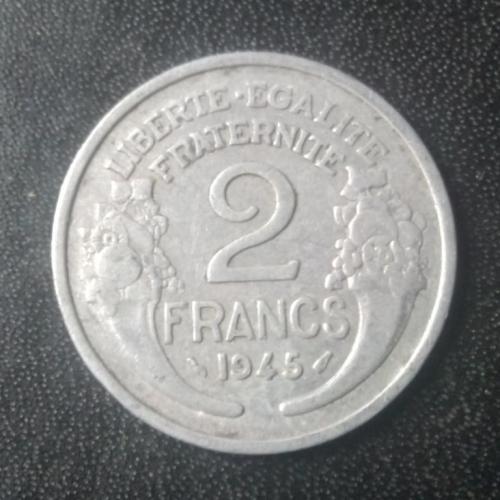 LIBERTE·EGALITE
FRATERNITE
2
FRANCS
1945